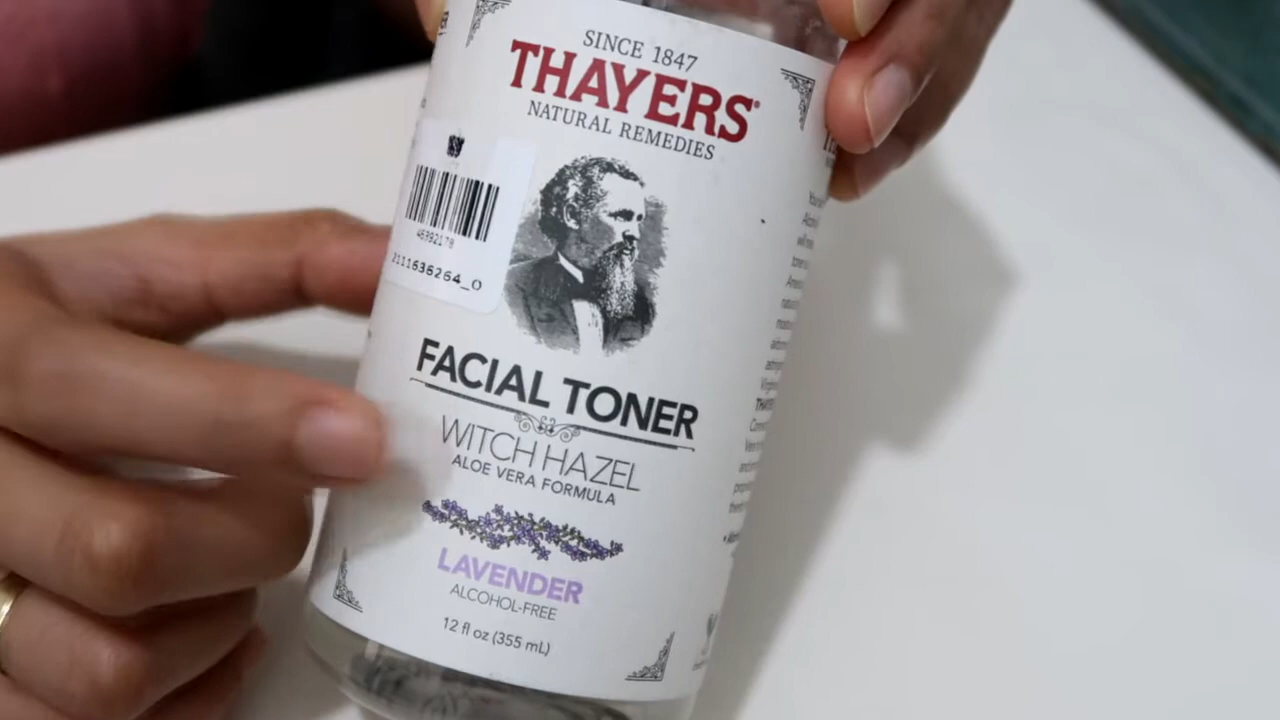 SINCE 1847
THAYERS®
NATURAL REMEDIES
46992178
2111636264_0
FACIAL TONER
WITCH HAZEL
ALOE VERA FORMULA
LAVENDER
ALCOHOL-FREE
12 fl oz (355 mL)